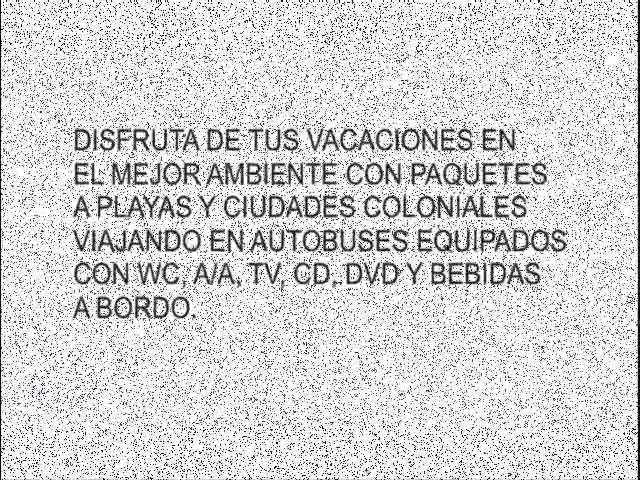 DISFRUTA DE TUS VACACIONES EN
EL MEJOR AMBIENTE CON PAQUETES
A PLAYAS Y CIUDADES COLONIALES
VIAJANDO EN AUTOBUSES EQUIPADOS
CON WC, A/A, TV, CD, DVD Y BEBIDAS
A BORDO.